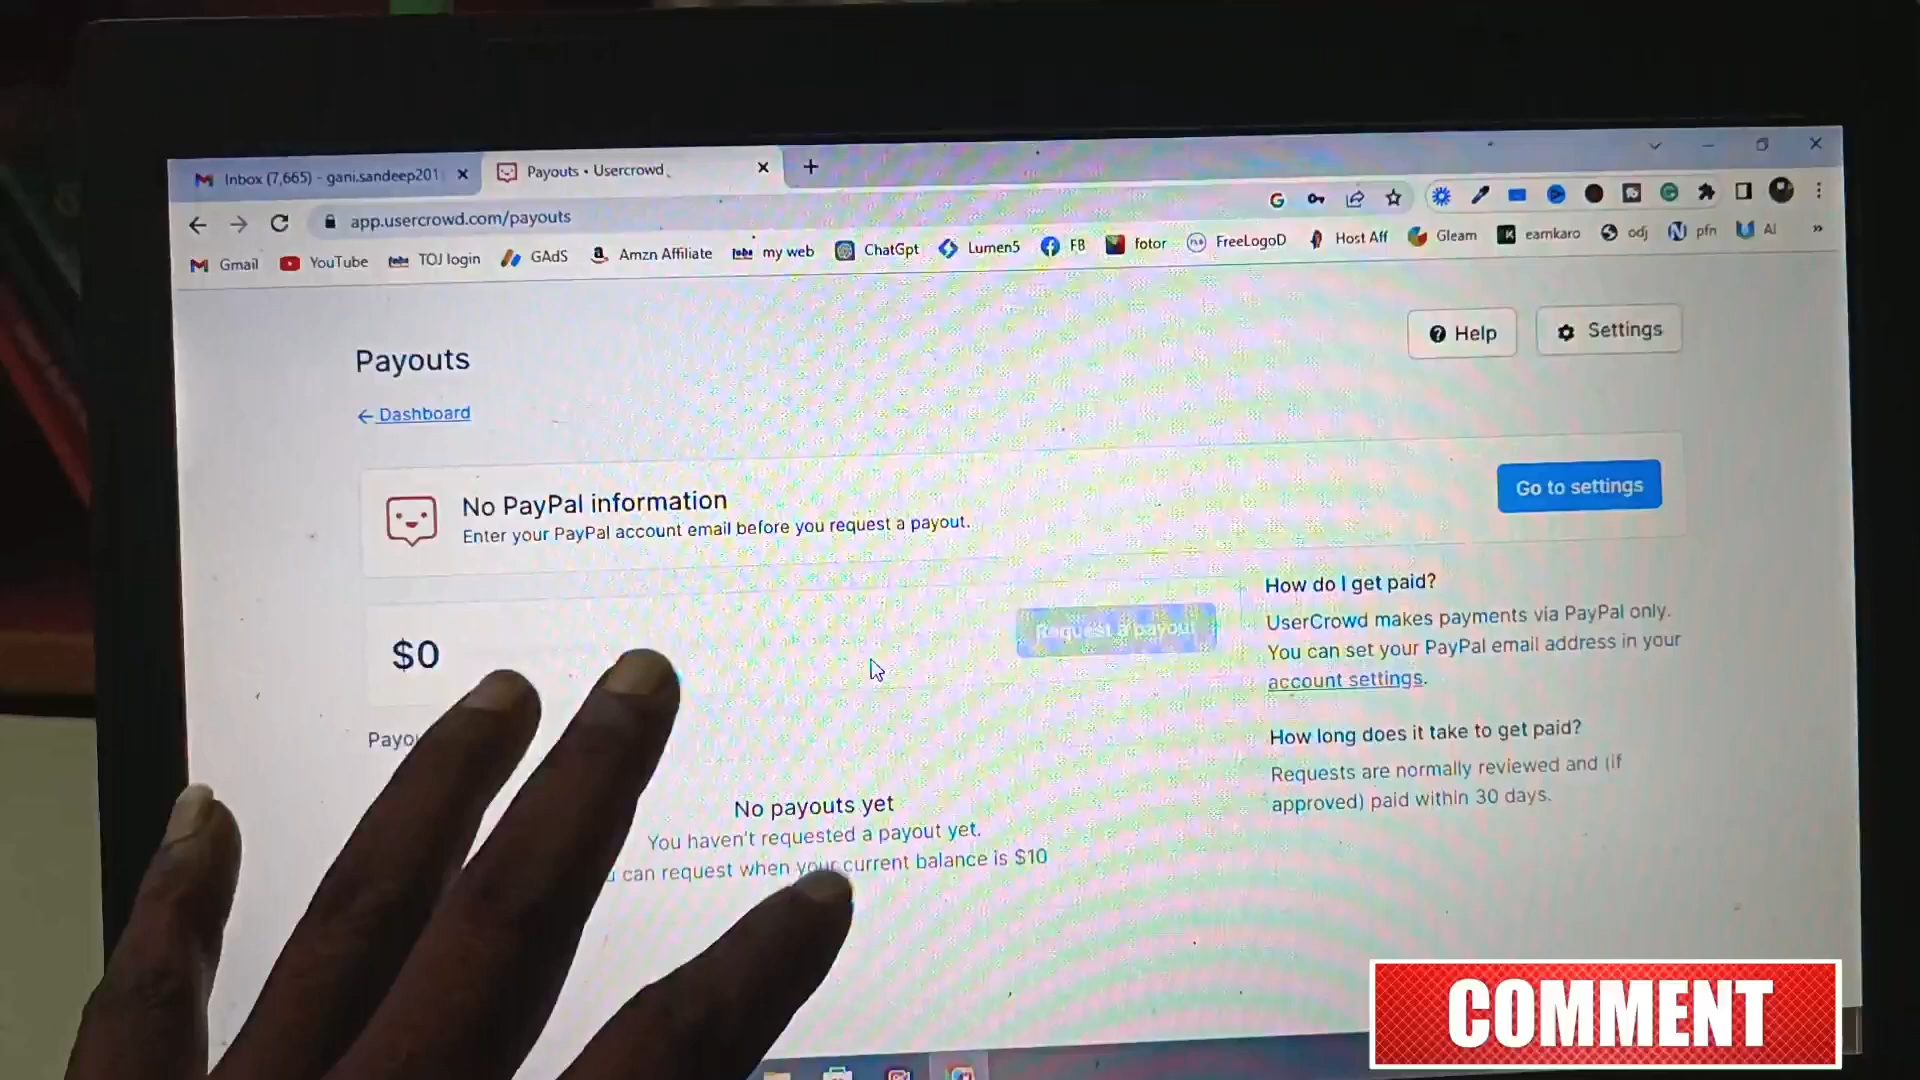 Inbox (7,665) - gani.sandeep201
Payouts • Usercrowd
app.usercrowd.com/payouts
Gmail
YouTube
TOJ login
GAdS
Amzn Affiliate
my web
ChatGpt
Lumen5
FB
fotor
FreeLogoD
Host Aff
Gleam
earnkaro
odj
pfn
AI
»
Payouts
Help
Settings
← Dashboard
No PayPal information
Enter your PayPal account email before you request a payout.
Go to settings
$0
Request a payout
How do I get paid?
UserCrowd makes payments via PayPal only.
You can set your PayPal email address in your
account settings.
Payo
How long does it take to get paid?
Requests are normally reviewed and (if
approved) paid within 30 days.
No payouts yet
You haven't requested a payout yet.
can request when your current balance is $10
COMMENT